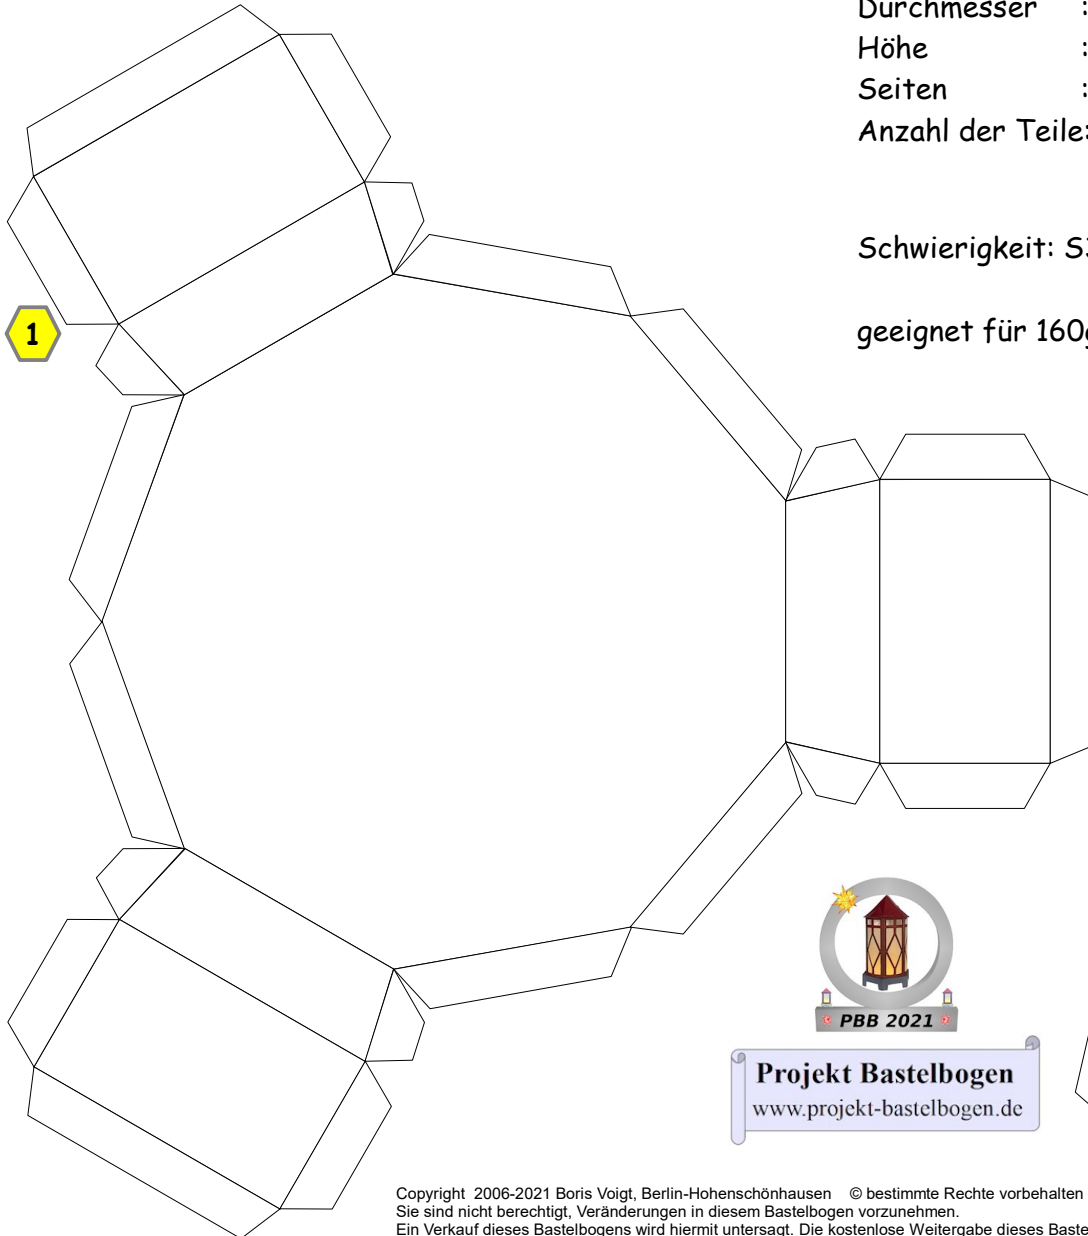 Durchmesser :
Höhe :
Seiten :
Anzahl der Teile:
Schwierigkeit: S
geeignet für 160g
1
PBB 2021
Projekt Bastelbogen
www.projekt-bastelbogen.de
Copyright 2006-2021 Boris Voigt, Berlin-Hohenschönhausen © bestimmte Rechte vorbehalten
Sie sind nicht berechtigt, Veränderungen in diesem Bastelbogen vorzunehmen.
Ein Verkauf dieses Bastelbogens wird hiermit untersagt. Die kostenlose Weitergabe dieses Baste